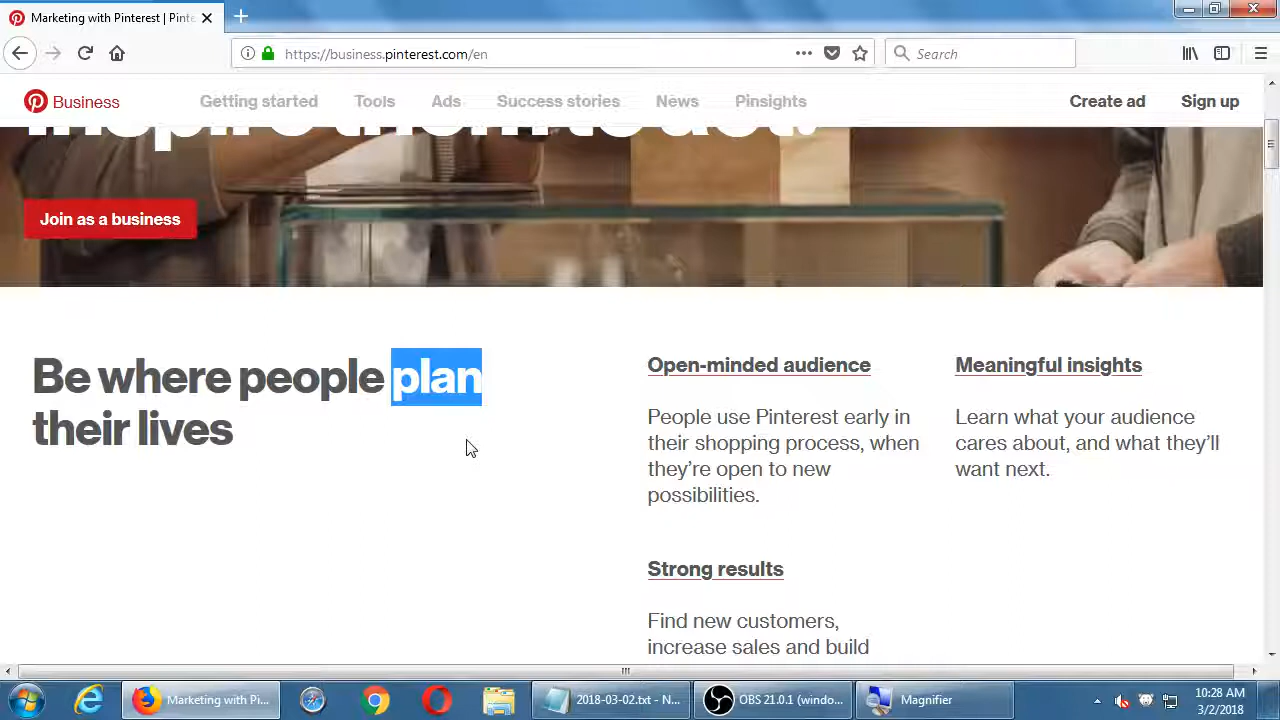 Marketing with Pinterest | Pinte
https://business.pinterest.com/en
Search
Business
Getting started
Tools
Ads
Success stories
News
Pinsights
Create ad
Sign up
inspire them to act.
Join as a business
Be where people plan
their lives
Open-minded audience
People use Pinterest early in
their shopping process, when
they're open to new
possibilities.
Meaningful insights
Learn what your audience
cares about, and what they'll
want next.
Strong results
Find new customers,
increase sales and build
Marketing with Pi...
2018-03-02.txt - N...
OBS 21.0.1 (windo...
Magnifier
10:28 AM
3/2/2018